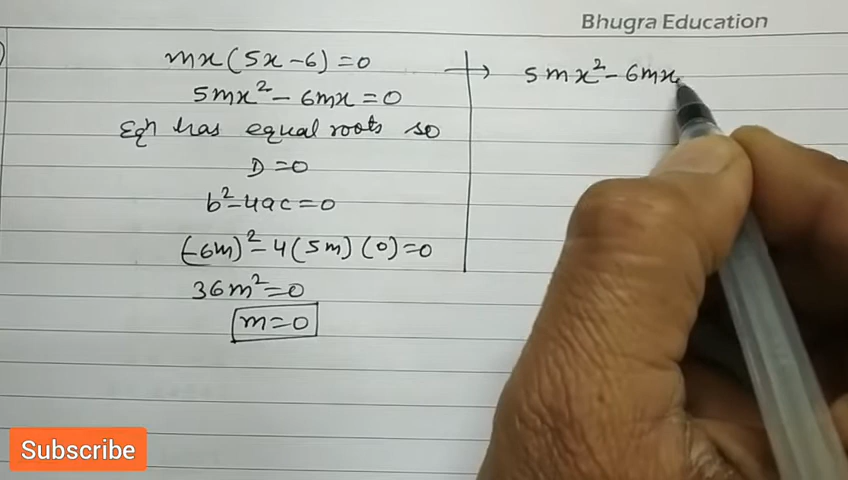 Bhugra Education
mx(5x-6)=0
5mx²-6mx=0
Eqn has equal roots so
D=0
b²-4ac=0
(-6m)²-4(5m)(0)=0
36m²=0
m=0
→ 5mx²-6mx
Subscribe